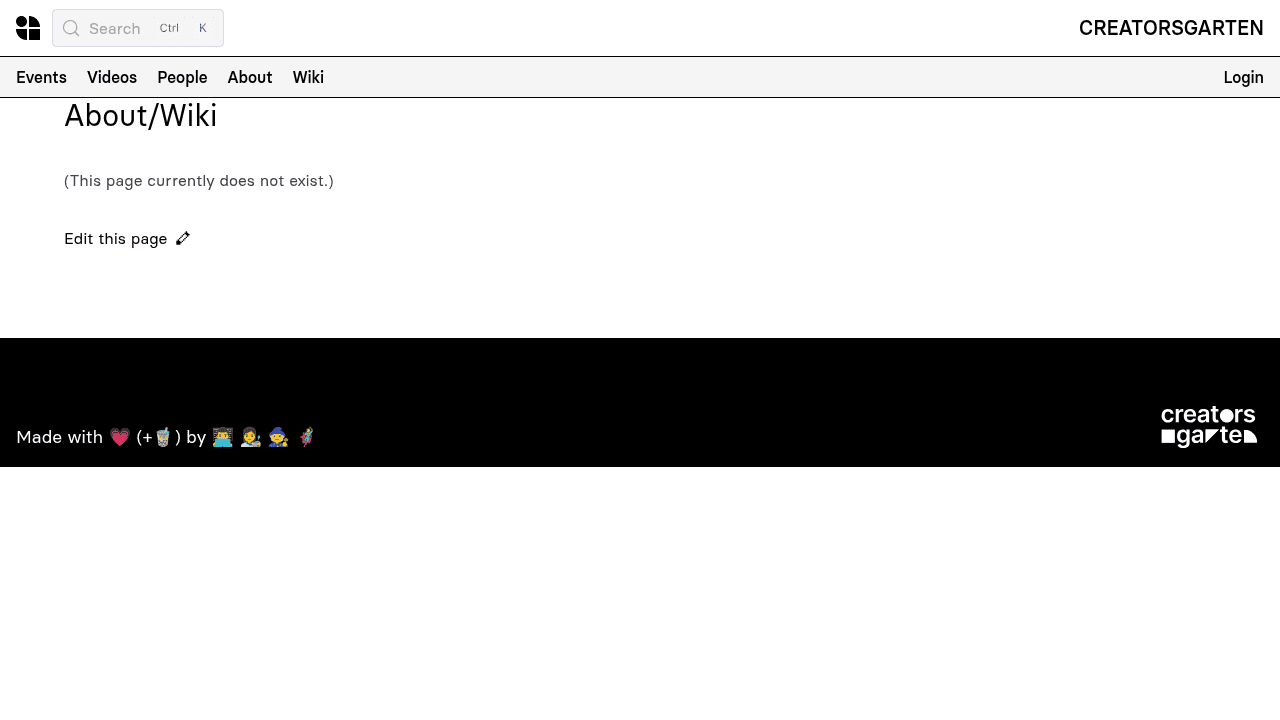 Search Ctrl K
CREATORSGARTEN
Events Videos People About Wiki Login
About/Wiki
(This page currently does not exist.)
Edit this page
Made with 💗 (+🧋) by 👨‍💻 👩‍🎨 🧙 🦸
creators
garten